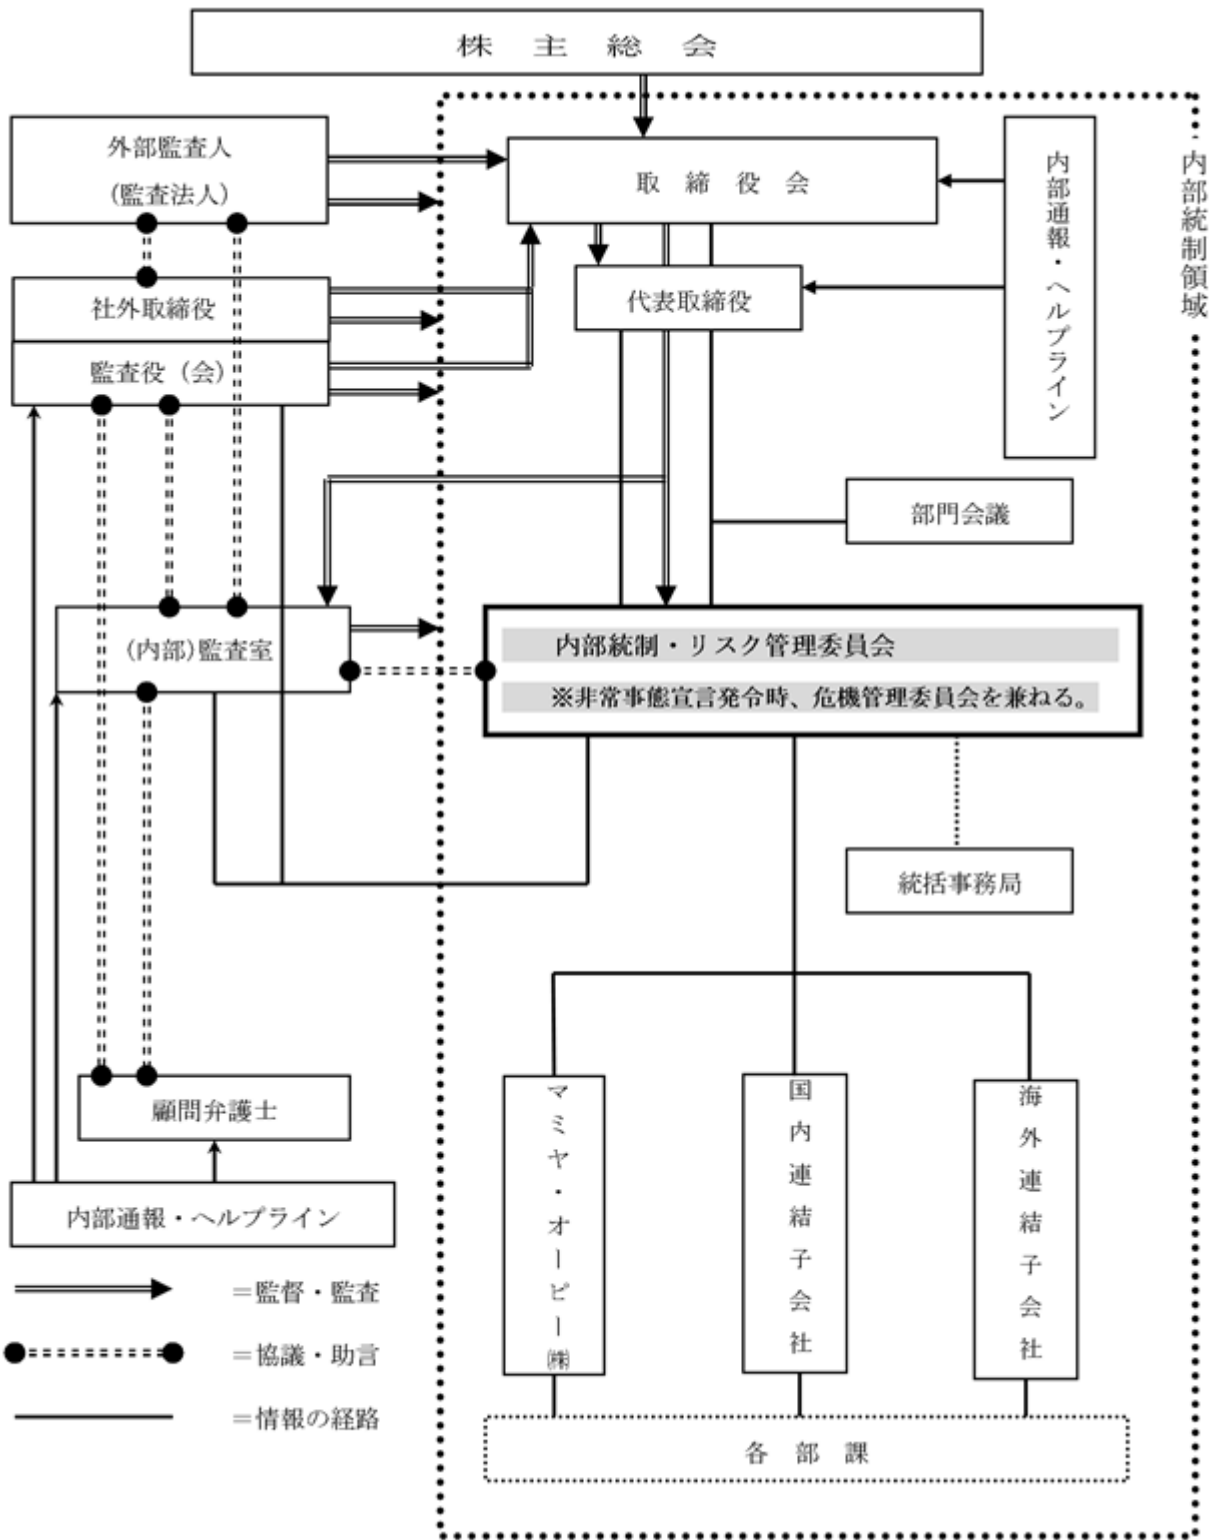 株主総会
外部監査人
(監査法人)
取締役会
内部通報・ヘルプライン
内部統制領域
社外取締役
代表取締役
監査役（会）
部門会議
(内部)監査室
内部統制・リスク管理委員会
※非常事態宣言発令時、危機管理委員会を兼ねる。
統括事務局
顧問弁護士
マミヤ・オーピー㈱
国内連結子会社
海外連結子会社
内部通報・ヘルプライン
＝監督・監査
＝協議・助言
＝情報の経路
各部課